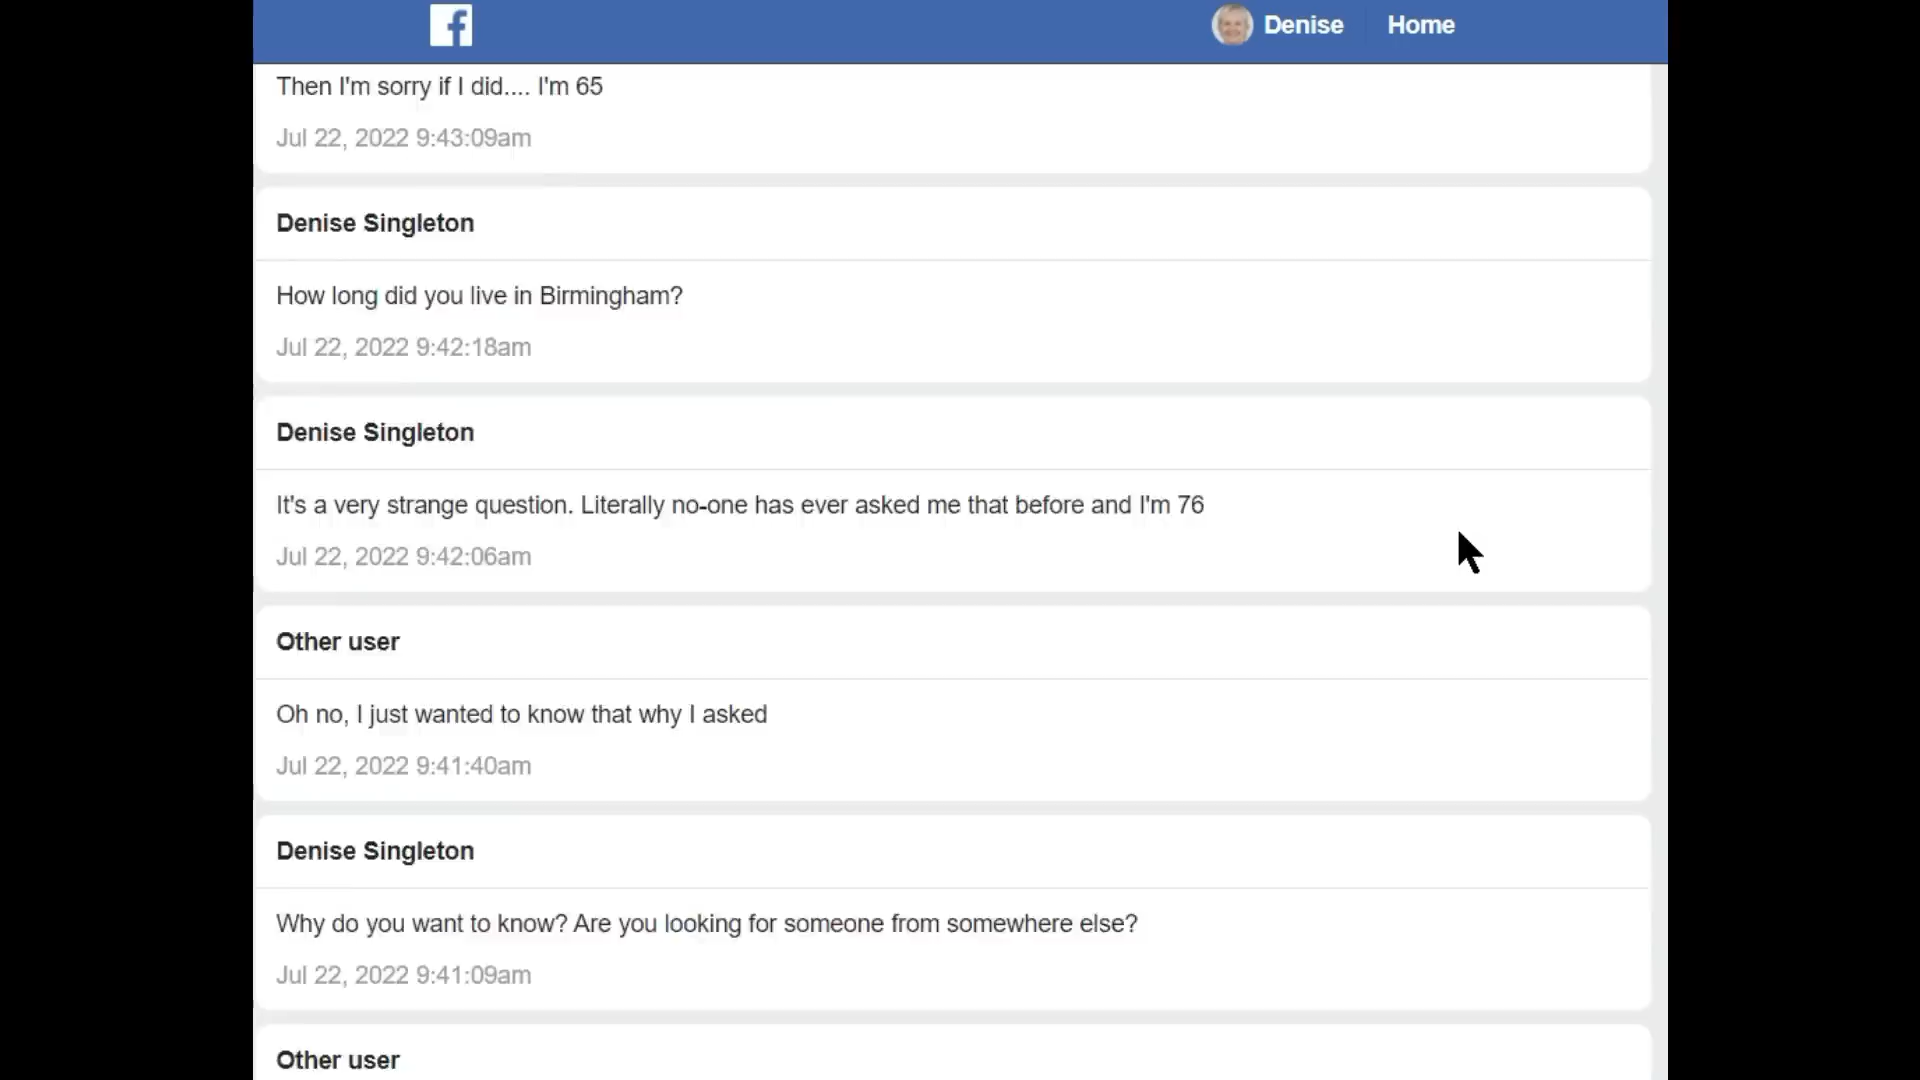 Denise
Home
Then I'm sorry if I did.... I'm 65
Jul 22, 2022 9:43:09am
Denise Singleton
How long did you live in Birmingham?
Jul 22, 2022 9:42:18am
Denise Singleton
It's a very strange question. Literally no-one has ever asked me that before and I'm 76
Jul 22, 2022 9:42:06am
Other user
Oh no, I just wanted to know that why I asked
Jul 22, 2022 9:41:40am
Denise Singleton
Why do you want to know? Are you looking for someone from somewhere else?
Jul 22, 2022 9:41:09am
Other user